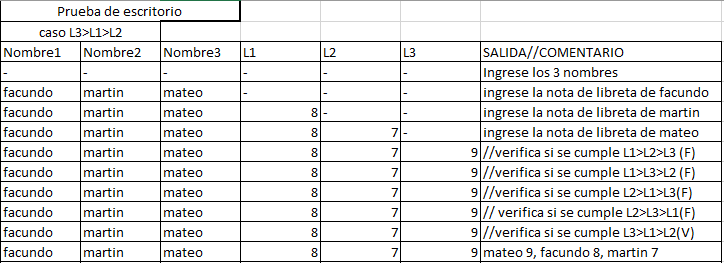 Prueba de escritorio
caso L3>L1>L2
Nombre1 Nombre2 Nombre3 L1 L2 L3 SALIDA//COMENTARIO
- - - - - - Ingrese los 3 nombres
facundo martin mateo - - - ingrese la nota de libreta de facundo
facundo martin mateo 8 - - ingrese la nota de libreta de martin
facundo martin mateo 8 7 - ingrese la nota de libreta de mateo
facundo martin mateo 8 7 9 //verifica si se cumple L1>L2>L3 (F)
facundo martin mateo 8 7 9 //verifica si se cumple L1>L3>L2 (F)
facundo martin mateo 8 7 9 //verifica si se cumple L2>L1>L3(F)
facundo martin mateo 8 7 9 // verifica si se cumple L2>L3>L1(F)
facundo martin mateo 8 7 9 //verifica si se cumple L3>L1>L2(V)
facundo martin mateo 8 7 9 mateo 9, facundo 8, martin 7